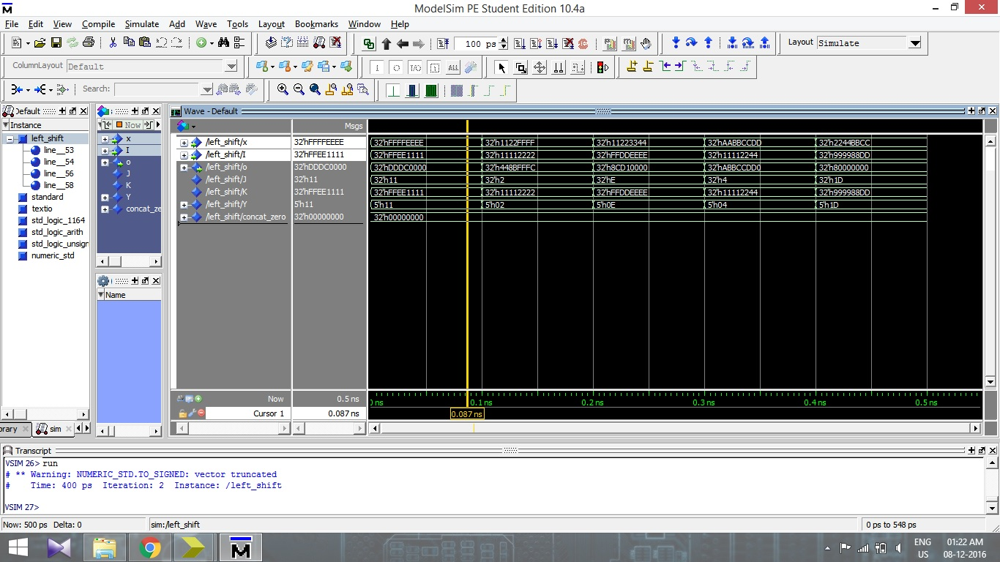 ModelSim PE Student Edition 10.4a
File Edit View Compile Simulate Add Wave Tools Layout Bookmarks Window Help
100 ps
Layout Simulate
ColumnLayout Default
Search:
Default
Instance
left_shift
line__53
line__54
line__56
line__58
standard
textio
std_logic_1164
std_logic_arith
std_logic_unsign
numeric_std
brary sim
Now
x
I
o
J
K
Y
concat_ze
Name
Wave - Default
Msgs
/left_shift/x 32'hFFFFEEEE 32'hFFFFEEEE 32'h1122FFFF 32'h11223344 32'hAABBCCDD 32'h2244BBCC
/left_shift/I 32'hFFEE1111 32'hFFEE1111 32'h11112222 32'hFFDDEEEE 32'h11112244 32'h999988DD
/left_shift/o 32'hDDDC0000 32'hDDDC0000 32'h448BFFFC 32'h8CD10000 32'hABBCCDD0 32'h80000000
/left_shift/J 32'h11 32'h11 32'h2 32'hE 32'h4 32'h1D
/left_shift/K 32'hFFEE1111 32'hFFEE1111 32'h11112222 32'hFFDDEEEE 32'h11112244 32'h999988DD
/left_shift/Y 5'h11 5'h11 5'h02 5'h0E 5'h04 5'h1D
/left_shift/concat_zero 32'h00000000 32'h00000000
Now 0.5 ns ns 0.1 ns 0.2 ns 0.3 ns 0.4 ns 0.5 ns
Cursor 1 0.087 ns 0.087 ns
Transcript
VSIM 26> run
# ** Warning: NUMERIC_STD.TO_SIGNED: vector truncated
#    Time: 400 ps  Iteration: 2  Instance: /left_shift
VSIM 27>
Now: 500 ps Delta: 0 sim:/left_shift 0 ps to 548 ps
M
ENG 01:22 AM
US 08-12-2016